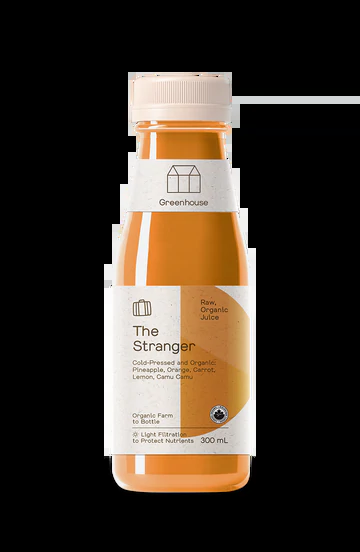 Greenhouse
Raw,
Organic
Juice
The
Stranger
Cold-Pressed and Organic:
Pineapple, Orange, Carrot,
Lemon, Camu Camu
Organic Farm
to Bottle
Light Filtration
to Protect Nutrients
300 mL